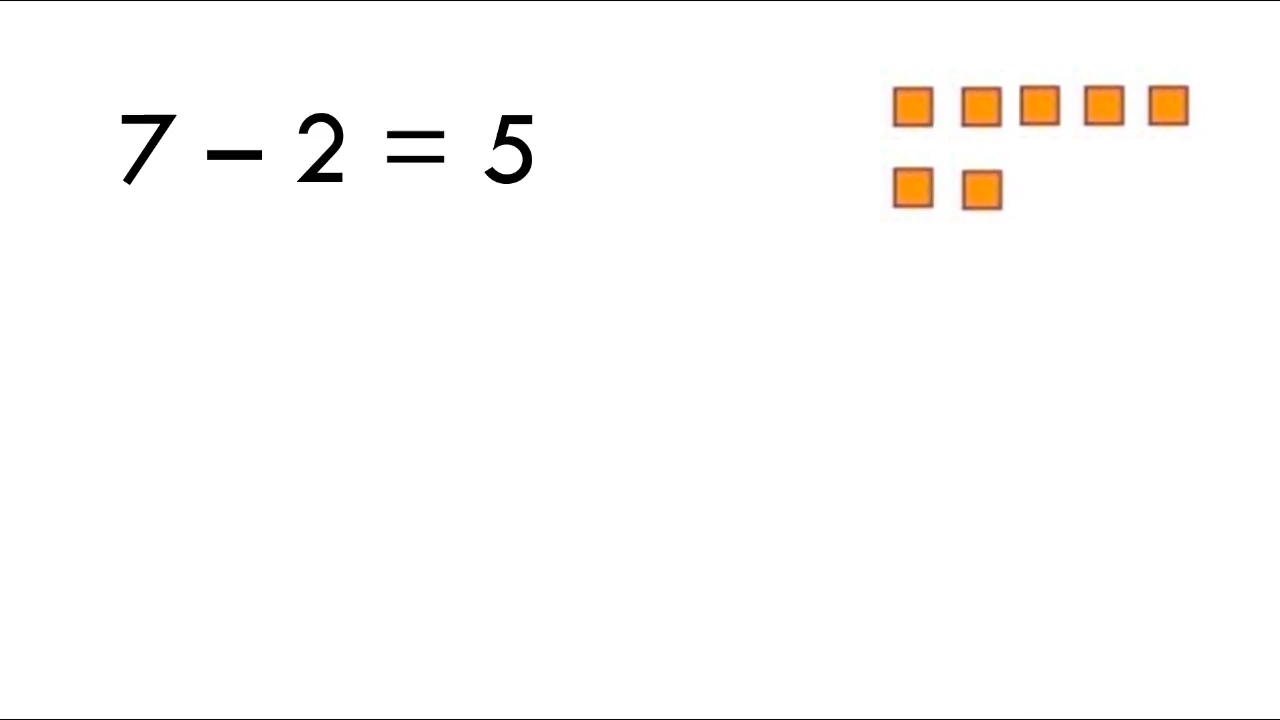 7 – 2 = 5